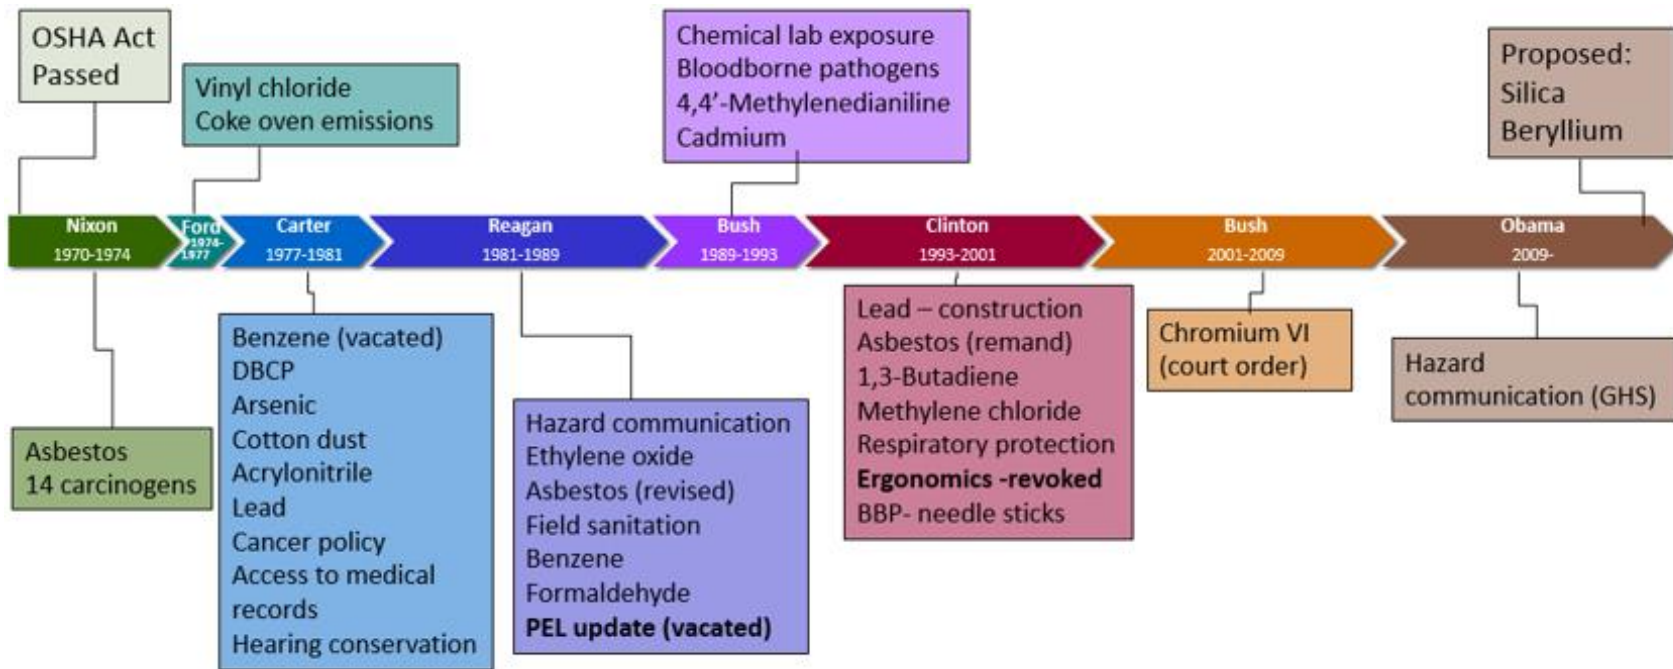 OSHA Act
Passed
Vinyl chloride
Coke oven emissions
Chemical lab exposure
Bloodborne pathogens
4,4’-Methylenedianiline
Cadmium
Proposed:
Silica
Beryllium
Nixon
1970-1974
Ford
1974-
1977
Carter
1977-1981
Reagan
1981-1989
Bush
1989-1993
Clinton
1993-2001
Bush
2001-2009
Obama
2009-
Asbestos
14 carcinogens
Benzene (vacated)
DBCP
Arsenic
Cotton dust
Acrylonitrile
Lead
Cancer policy
Access to medical
records
Hearing conservation
Hazard communication
Ethylene oxide
Asbestos (revised)
Field sanitation
Benzene
Formaldehyde
PEL update (vacated)
Lead – construction
Asbestos (remand)
1,3-Butadiene
Methylene chloride
Respiratory protection
Ergonomics -revoked
BBP- needle sticks
Chromium VI
(court order)
Hazard
communication (GHS)